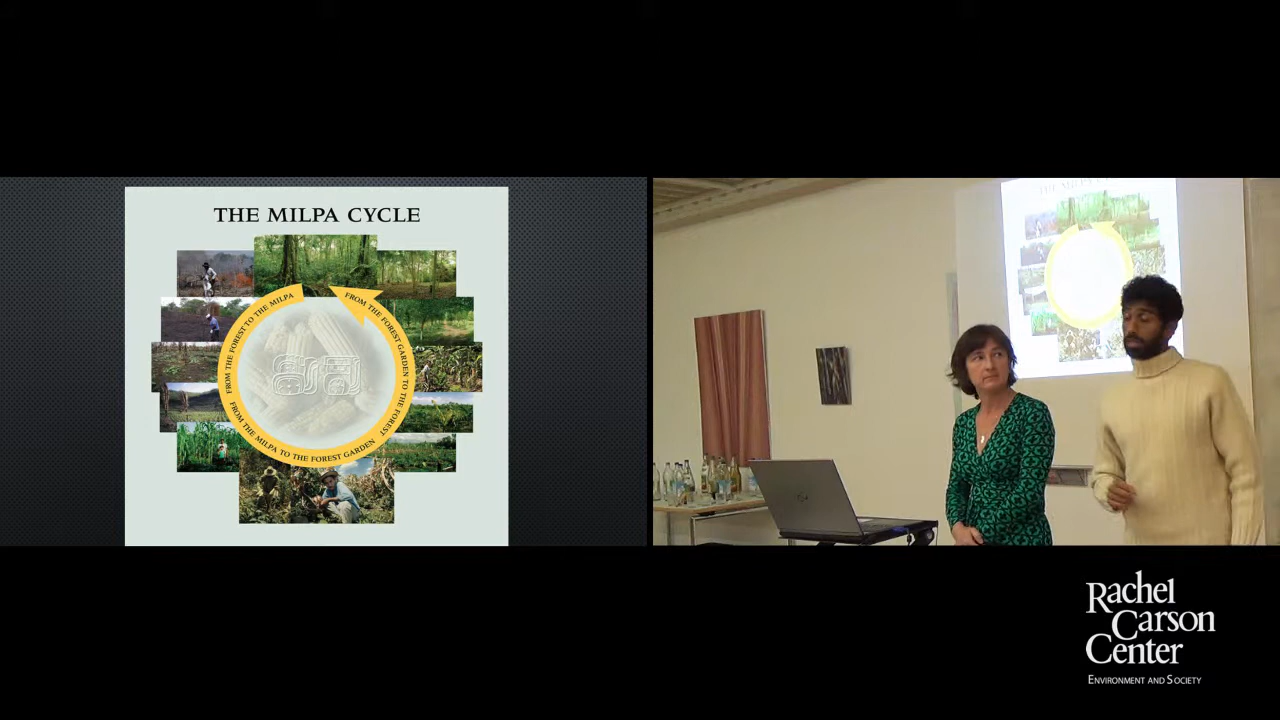 THE MILPA CYCLE
FROM THE FOREST TO THE MILPA
FROM THE FOREST GARDEN TO THE FOREST
FROM THE MILPA TO THE FOREST GARDEN
Rachel
Carson
Center
ENVIRONMENT AND SOCIETY